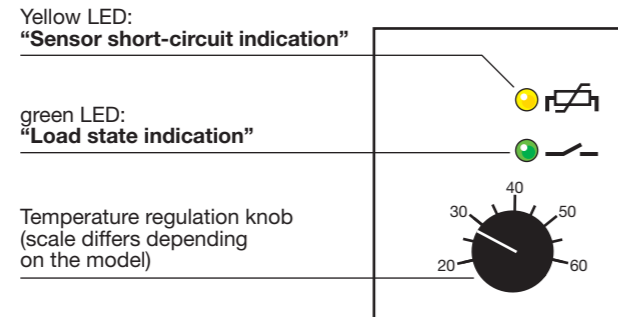 Yellow LED:
“Sensor short-circuit indication”
green LED:
“Load state indication”
Temperature regulation knob
(scale differs depending
on the model)
40
30
50
20
60